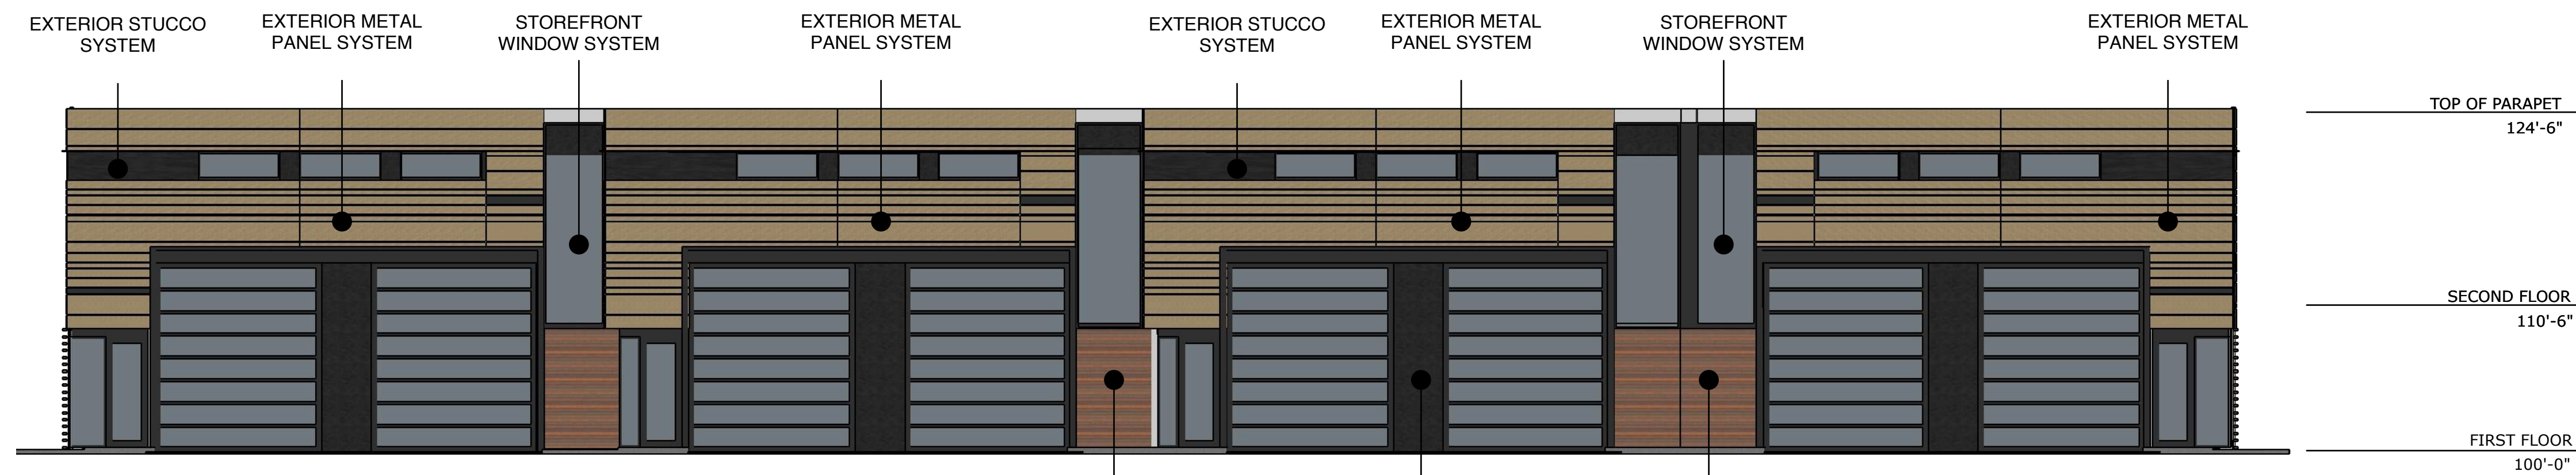 EXTERIOR STUCCO
SYSTEM
EXTERIOR METAL
PANEL SYSTEM
STOREFRONT
WINDOW SYSTEM
EXTERIOR METAL
PANEL SYSTEM
EXTERIOR STUCCO
SYSTEM
EXTERIOR METAL
PANEL SYSTEM
STOREFRONT
WINDOW SYSTEM
EXTERIOR METAL
PANEL SYSTEM
TOP OF PARAPET
124'-6"
SECOND FLOOR
110'-6"
FIRST FLOOR
100'-0"